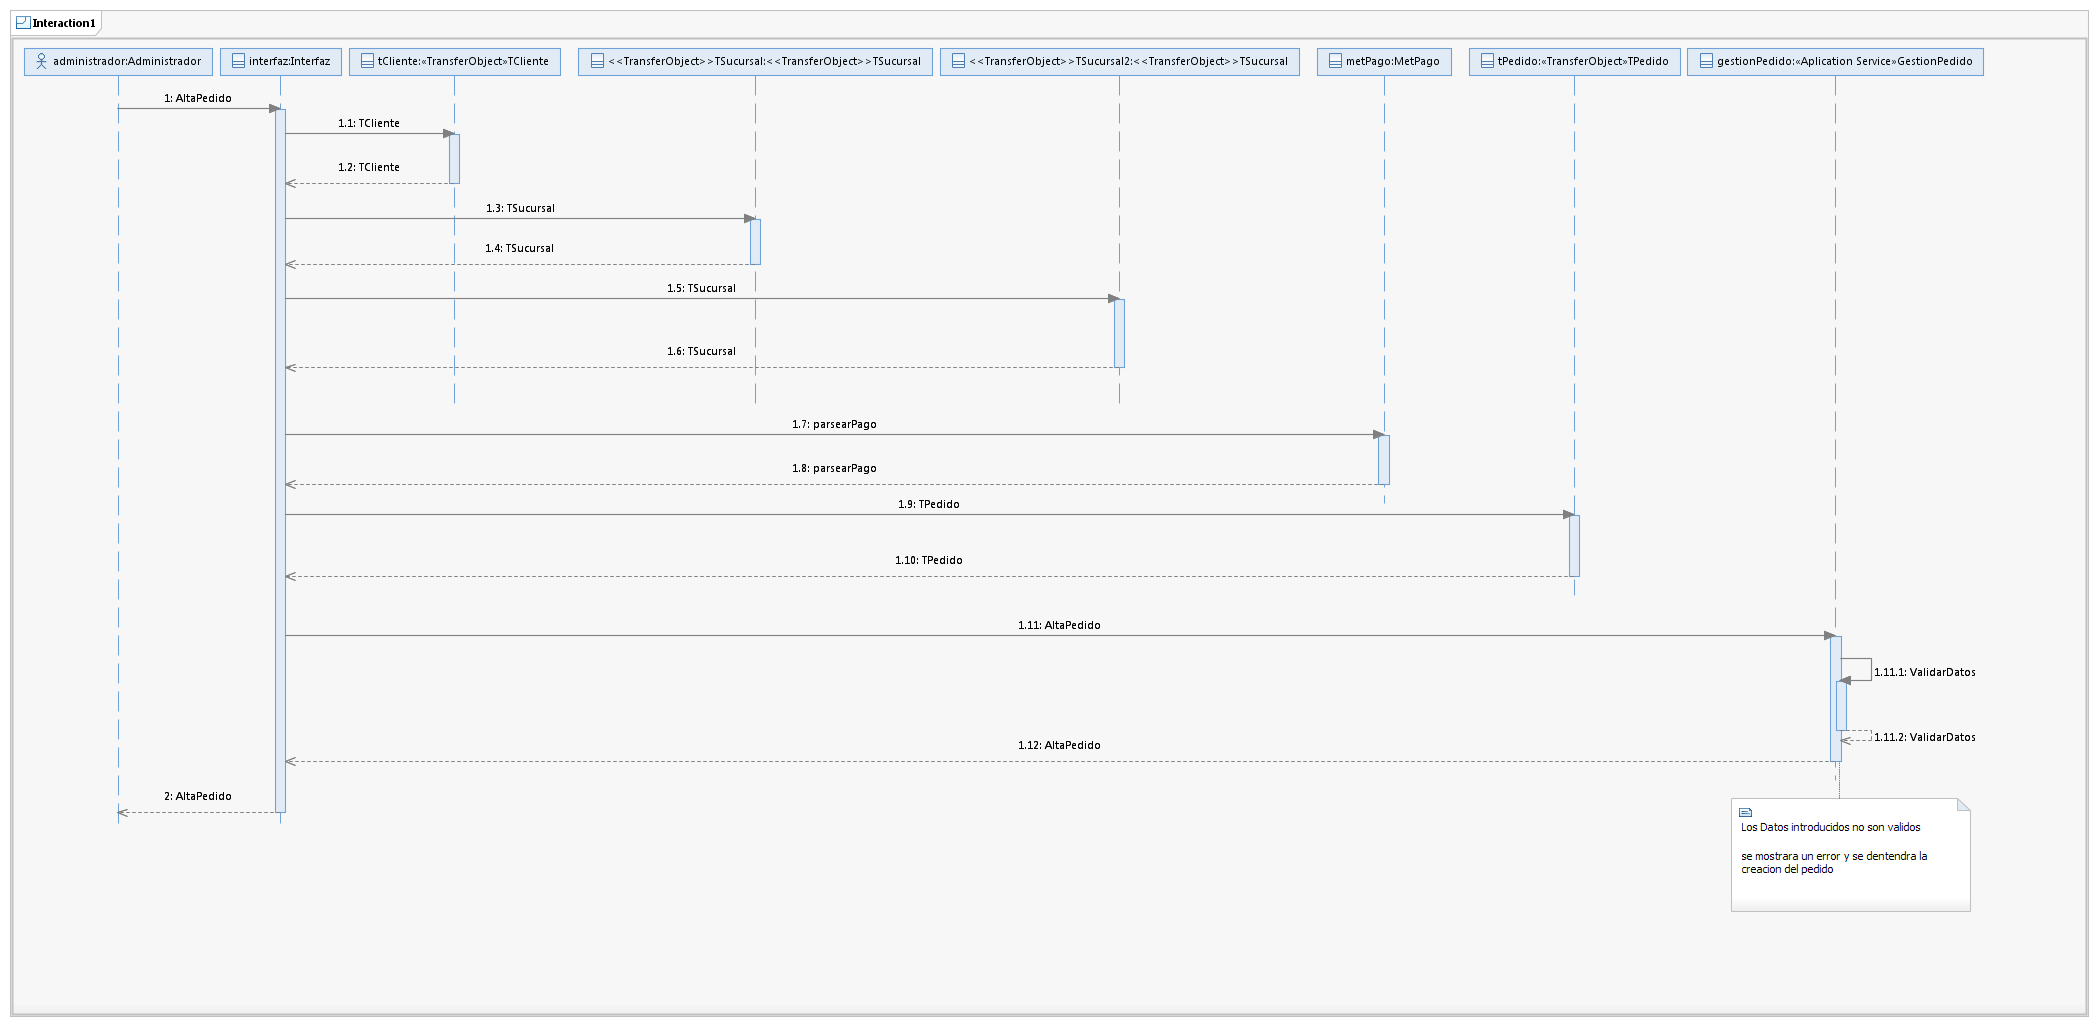 Interaction1
administrador:Administrador
interfaz:Interfaz
tCliente:«TransferObject»TCliente
<<TransferObject>>TSucursal:<<TransferObject>>TSucursal
<<TransferObject>>TSucursal2:<<TransferObject>>TSucursal
metPago:MetPago
tPedido:«TransferObject»TPedido
gestionPedido:«Aplication Service»GestionPedido
1: AltaPedido
1.1: TCliente
1.2: TCliente
1.3: TSucursal
1.4: TSucursal
1.5: TSucursal
1.6: TSucursal
1.7: parsearPago
1.8: parsearPago
1.9: TPedido
1.10: TPedido
1.11: AltaPedido
1.11.1: ValidarDatos
1.11.2: ValidarDatos
1.12: AltaPedido
2: AltaPedido
Los Datos introducidos no son validos
se mostrara un error y se dentendra la
creacion del pedido